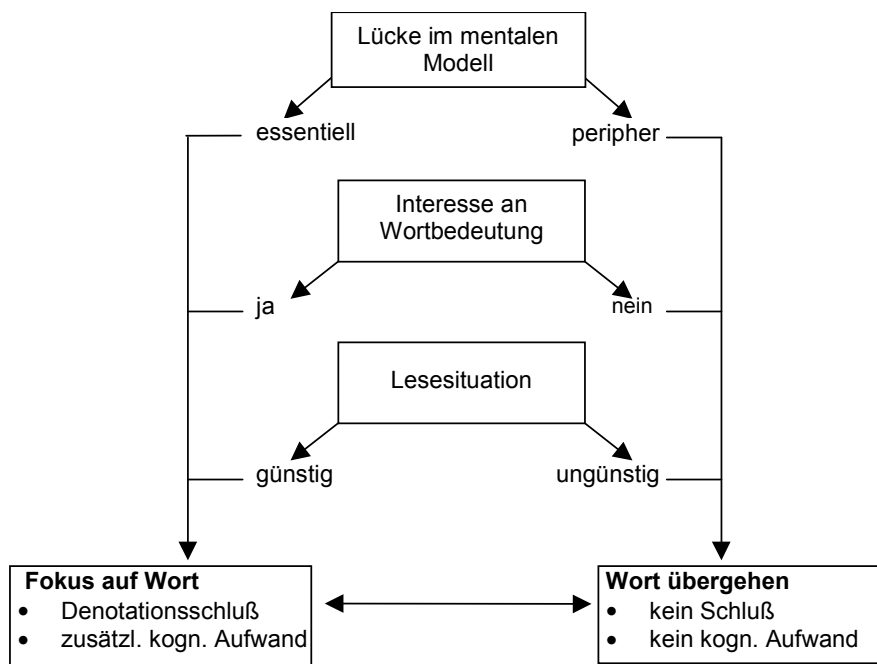 Lücke im mentalen
Modell
essentiell
peripher
Interesse an
Wortbedeutung
ja
nein
Lesesituation
günstig
ungünstig
Fokus auf Wort
• Denotationsschluß
• zusätzl. kogn. Aufwand
Wort übergehen
• kein Schluß
• kein kogn. Aufwand